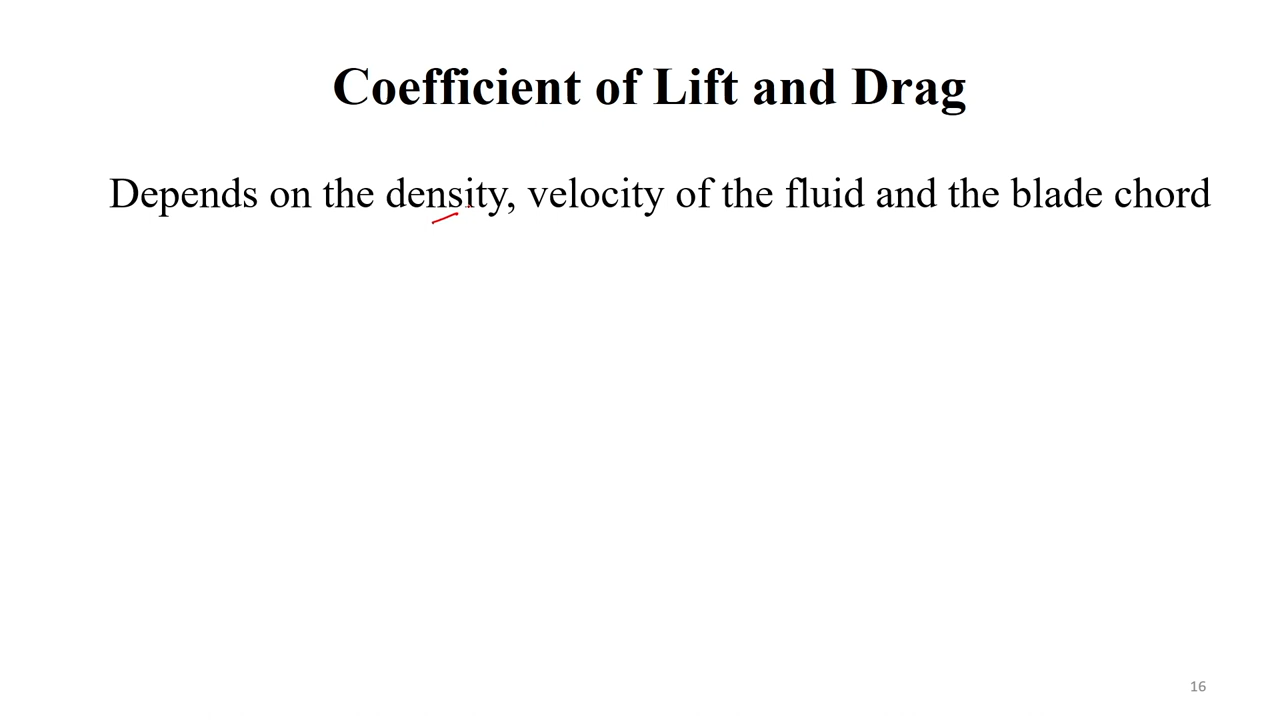 Coefficient of Lift and Drag
Depends on the density, velocity of the fluid and the blade chord
16